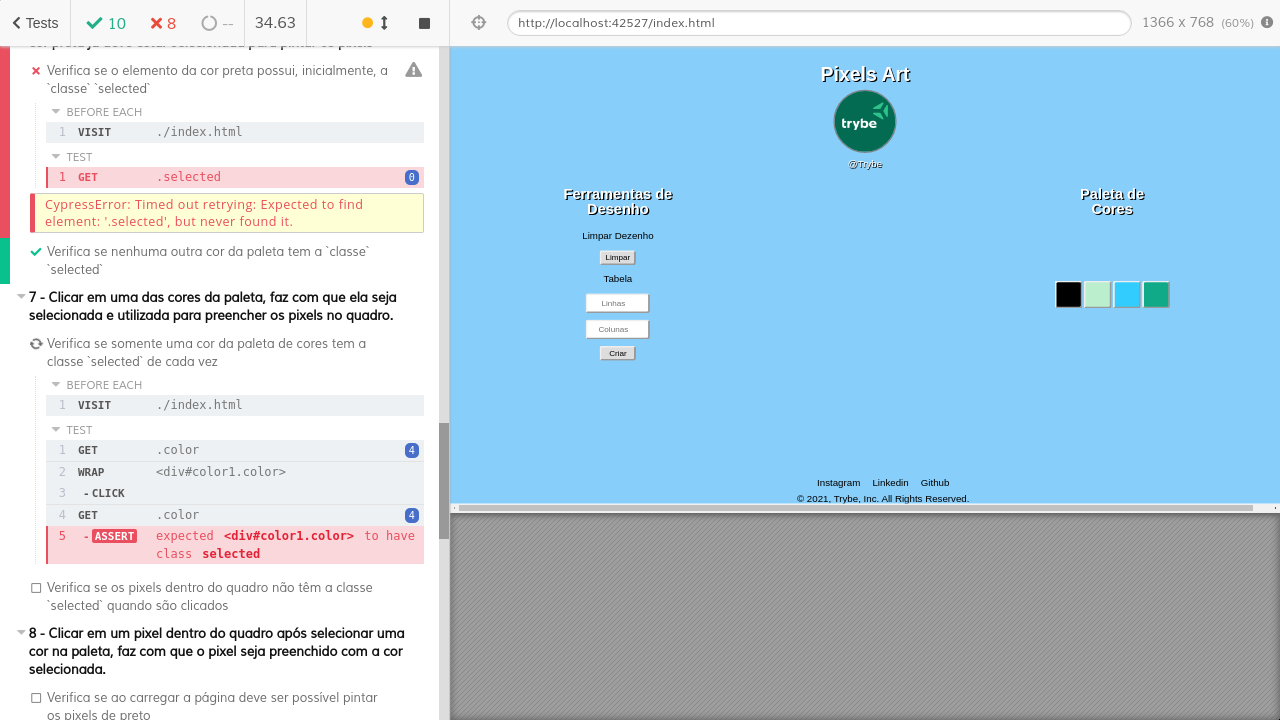 Tests
10
8
--
34.63
http://localhost:42527/index.html
1366 x 768 (60%)
cor preta já deve estar selecionada para pintar os pixels
Verifica se o elemento da cor preta possui, inicialmente, a
`classe` `selected`
BEFORE EACH
1 VISIT ./index.html
TEST
1 GET .selected 0
CypressError: Timed out retrying: Expected to find
element: '.selected', but never found it.
Verifica se nenhuma outra cor da paleta tem a `classe`
`selected`
7 - Clicar em uma das cores da paleta, faz com que ela seja
selecionada e utilizada para preencher os pixels no quadro.
Verifica se somente uma cor da paleta de cores tem a
classe `selected` de cada vez
BEFORE EACH
1 VISIT ./index.html
TEST
1 GET .color 4
2 WRAP <div#color1.color>
3 - CLICK
4 GET .color 4
5 - ASSERT expected <div#color1.color> to have
class selected
Verifica se os pixels dentro do quadro não têm a classe
`selected` quando são clicados
8 - Clicar em um pixel dentro do quadro após selecionar uma
cor na paleta, faz com que o pixel seja preenchido com a cor
selecionada.
Verifica se ao carregar a página deve ser possível pintar
os pixels de preto
Pixels Art
trybe
@Trybe
Ferramentas de
Desenho
Limpar Dezenho
Limpar
Tabela
Linhas
Colunas
Criar
Paleta de
Cores
Instagram Linkedin Github
© 2021, Trybe, Inc. All Rights Reserved.